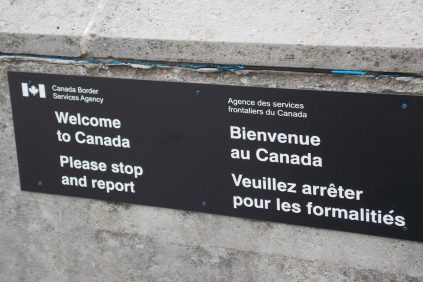 Canada Border
Services Agency
Welcome
to Canada
Please stop
and report
Agence des services
frontaliers du Canada
Bienvenue
au Canada
Veuillez arrêter
pour les formalités